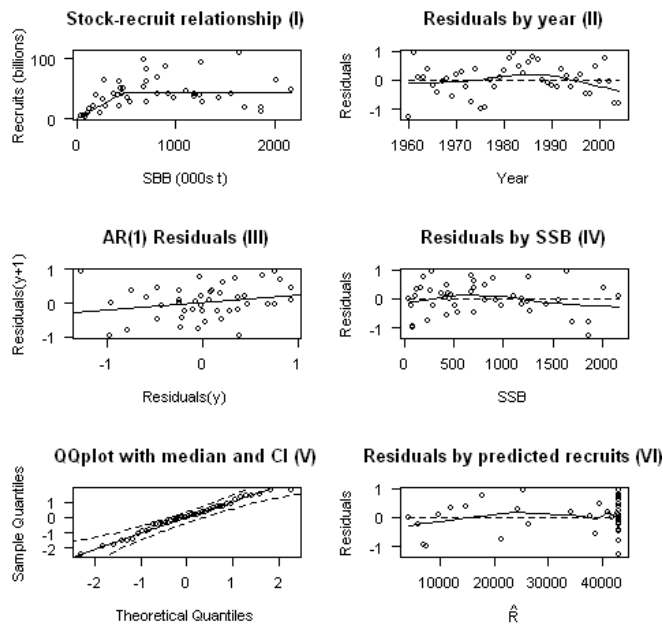 Stock-recruit relationship (I)
Recruits (billions)
100
0
0 1000 2000
SBB (000s t)
Residuals by year (II)
Residuals
1
0
-1
1960 1970 1980 1990 2000
Year
AR(1) Residuals (III)
Residuals(y+1)
1
0
-1
-1 0 1
Residuals(y)
Residuals by SSB (IV)
Residuals
1
0
-1
0 500 1000 1500 2000
SSB
QQplot with median and CI (V)
Sample Quantiles
1
0
-1
-2
-2 -1 0 1 2
Theoretical Quantiles
Residuals by predicted recruits (VI)
Residuals
1
0
-1
10000 20000 30000 40000
R̂